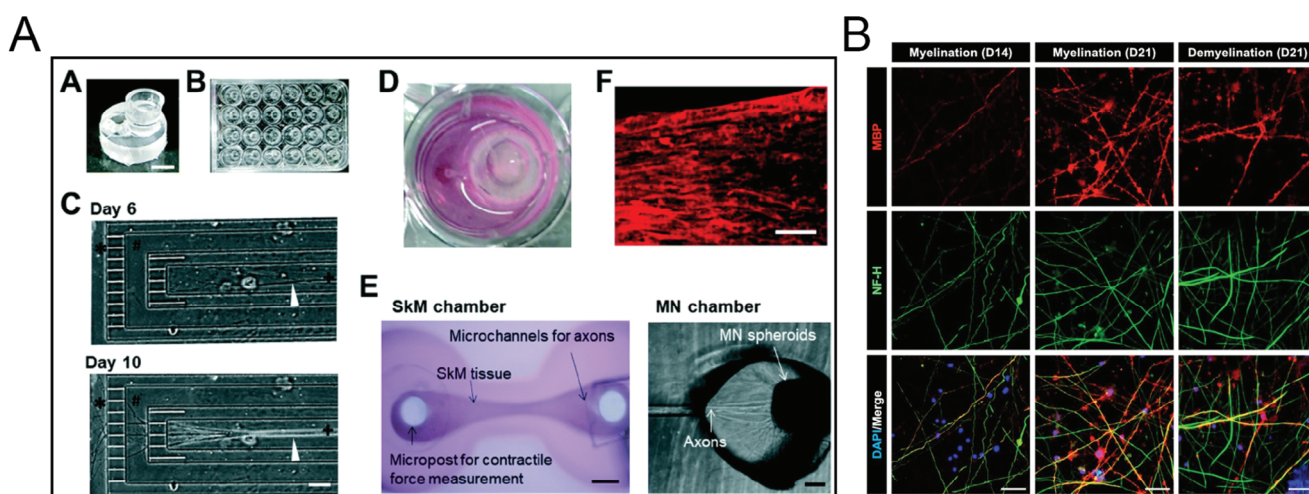 A
B
A
B
C
Day 6
*
#
+
Day 10
*
#
+
D
E
SkM chamber
Microchannels for axons
SkM tissue
Micropost for contractile
force measurement
MN chamber
MN spheroids
Axons
F
Myelination (D14)
Myelination (D21)
Demyelination (D21)
MBP
NF-H
DAPI/Merge